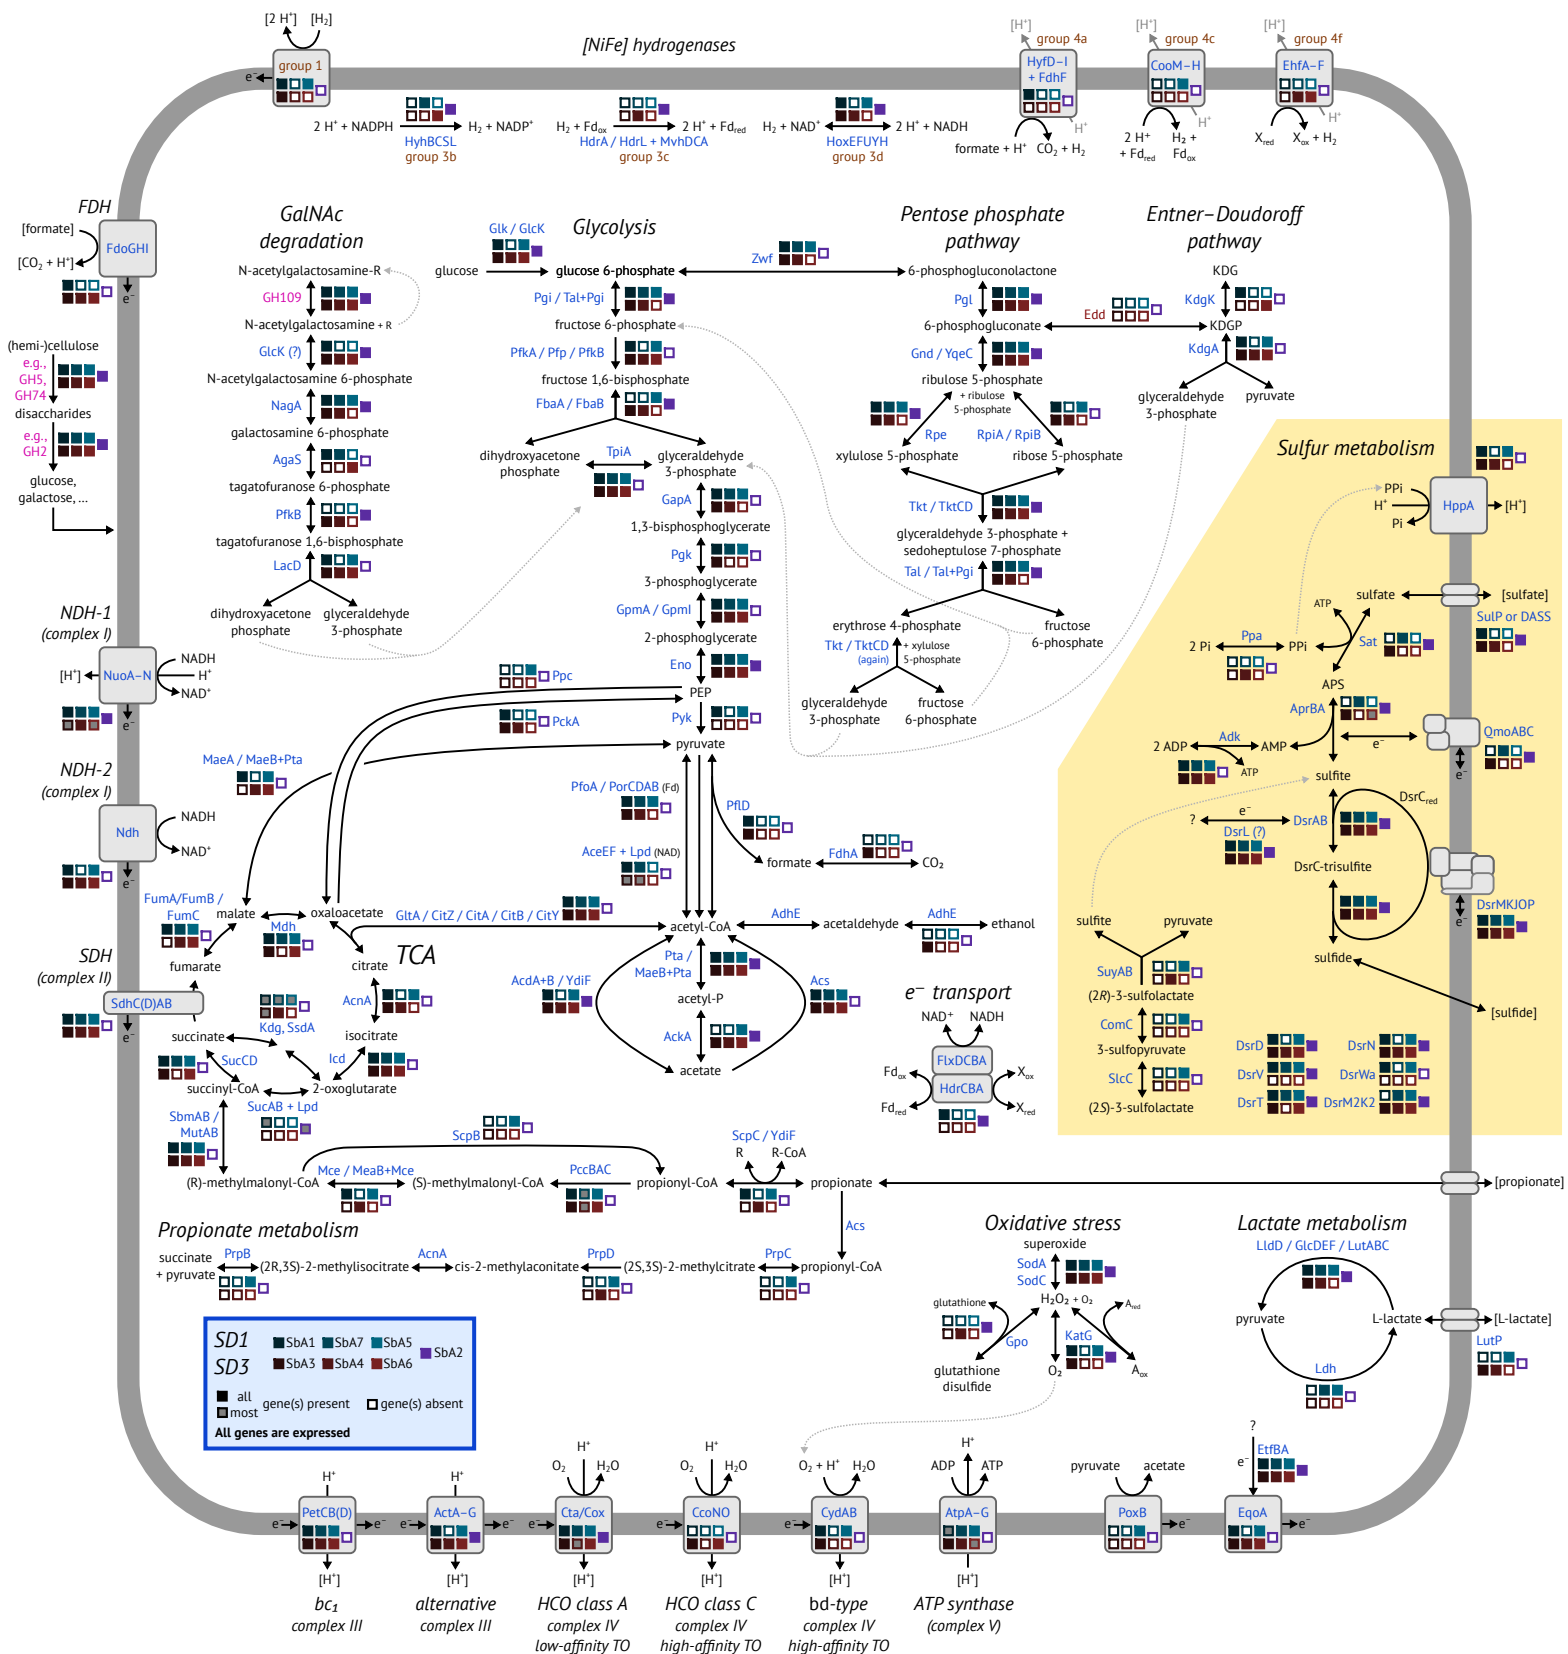 [2 H⁺] [H₂]
[NiFe] hydrogenases
group 1
e⁻
[H⁺]
group 4a
HyfD–I
+ FdhF
H⁺
formate + H⁺ CO₂ + H₂
[H⁺]
group 4c
CooM–H
H⁺
2 H⁺ H₂ +
+ Fdred Fdox
[H⁺]
group 4f
EhfA–F
H⁺
Xred Xox + H₂
2 H⁺ + NADPH H₂ + NADP⁺
HyhBCSL
group 3b
H₂ + Fdox 2 H⁺ + Fdred
HdrA / HdrL + MvhDCA
group 3c
H₂ + NAD⁺ 2 H⁺ + NADH
HoxEFUYH
group 3d
FDH
[formate]
FdoGHI
[CO₂ + H⁺]
e⁻
(hemi-)cellulose
e.g.,
GH5,
GH74
disaccharides
e.g.,
GH2
glucose,
galactose, ...
NDH-1
(complex I)
NADH
[H⁺] NuoA–N H⁺
NAD⁺
e⁻
NDH-2
(complex I)
NADH
Ndh
NAD⁺
e⁻
SDH
(complex II)
SdhC(D)AB
e⁻
GalNAc
degradation
N-acetylgalactosamine-R
GH109
N-acetylgalactosamine + R
GlcK (?)
N-acetylgalactosamine 6-phosphate
NagA
galactosamine 6-phosphate
AgaS
tagatofuranose 6-phosphate
PfkB
tagatofuranose 1,6-bisphosphate
LacD
dihydroxyacetone
phosphate
glyceraldehyde
3-phosphate
Glycolysis
Glk / GlcK
glucose glucose 6-phosphate
Pgi / Tal+Pgi
fructose 6-phosphate
PfkA / Pfp / PfkB
fructose 1,6-bisphosphate
FbaA / FbaB
dihydroxyacetone
phosphate
TpiA
glyceraldehyde
3-phosphate
GapA
1,3-bisphosphoglycerate
Pgk
3-phosphoglycerate
GpmA / GpmI
2-phosphoglycerate
Eno
PEP
Ppc
PckA
Pyk
pyruvate
MaeA / MaeB+Pta
PfoA / PorCDAB (Fd)
AceEF + Lpd (NAD)
PflD
formate FdhA CO₂
Pentose phosphate
pathway
Zwf
6-phosphogluconolactone
Pgl
6-phosphogluconate
Gnd / YqeC
ribulose 5-phosphate
+ ribulose
5-phosphate
Rpe RpiA / RpiB
xylulose 5-phosphate ribose 5-phosphate
Tkt / TktCD
glyceraldehyde 3-phosphate +
sedoheptulose 7-phosphate
Tal / Tal+Pgi
erythrose 4-phosphate
fructose
6-phosphate
Tkt / TktCD
(again)
+ xylulose
5-phosphate
glyceraldehyde
3-phosphate
fructose
6-phosphate
Entner–Doudoroff
pathway
KDG
KdgK
Edd
KDGP
KdgA
glyceraldehyde
3-phosphate
pyruvate
Sulfur metabolism
PPi
H⁺
Pi
HppA
[H⁺]
sulfate [sulfate]
SulP or DASS
ATP
2 Pi Ppa PPi Sat
APS
AprBA
2 ADP Adk AMP
ATP
e⁻
QmoABC
e⁻
sulfite
DsrCred
? e⁻ DsrAB
DsrL (?)
DsrC-trisulfite
DsrMKJOP
e⁻
sulfide
[sulfide]
sulfite pyruvate
SuyAB
(2R)-3-sulfolactate
ComC
3-sulfopyruvate
SlcC
(2S)-3-sulfolactate
DsrD DsrN
DsrV DsrWa
DsrT DsrM2K2
TCA
FumA/FumB /
FumC
malate
Mdh
oxaloacetate
GltA / CitZ / CitA / CitB / CitY
acetyl-CoA
fumarate
citrate
AcnA
isocitrate
Icd
2-oxoglutarate
Kdg, SsdA
succinate
SucCD
succinyl-CoA
SucAB + Lpd
AdhE
acetaldehyde
AdhE
ethanol
Pta /
MaeB+Pta
acetyl-P
AckA
acetate
AcdA+B / YdiF
Acs
e⁻ transport
NAD⁺ NADH
FlxDCBA
HdrCBA
Fdox
Fdred
Xox
Xred
SbmAB /
MutAB
(R)-methylmalonyl-CoA
Mce / MeaB+Mce
(S)-methylmalonyl-CoA
PccBAC
propionyl-CoA
ScpB
ScpC / YdiF
R R-CoA
propionate
[propionate]
Acs
Propionate metabolism
succinate
+ pyruvate
PrpB
(2R,3S)-2-methylisocitrate
AcnA
cis-2-methylaconitate
PrpD
(2S,3S)-2-methylcitrate
PrpC
propionyl-CoA
Oxidative stress
superoxide
SodA
SodC
H₂O₂ + O₂
glutathione
Gpo
glutathione
disulfide
KatG
O₂
Ared
Aox
Lactate metabolism
LldD / GlcDEF / LutABC
pyruvate L-lactate [L-lactate]
Ldh
LutP
SD1 SbA1 SbA7 SbA5
SbA2
SD3 SbA3 SbA4 SbA6
all
most
gene(s) present gene(s) absent
All genes are expressed
H⁺
PetCB(D)
e⁻ e⁻
[H⁺]
bc₁
complex III
H⁺
ActA–G
e⁻ e⁻
[H⁺]
alternative
complex III
H⁺
O₂ H₂O
Cta/Cox
e⁻
[H⁺]
HCO class A
complex IV
low-affinity TO
H⁺
O₂ H₂O
CcoNO
e⁻
[H⁺]
HCO class C
complex IV
high-affinity TO
O₂ + H⁺ H₂O
CydAB
e⁻
[H⁺]
bd-type
complex IV
high-affinity TO
H⁺
ADP ATP
AtpA–G
[H⁺]
ATP synthase
(complex V)
pyruvate acetate
PoxB
e⁻
?
EtfBA
e⁻
EqoA
e⁻